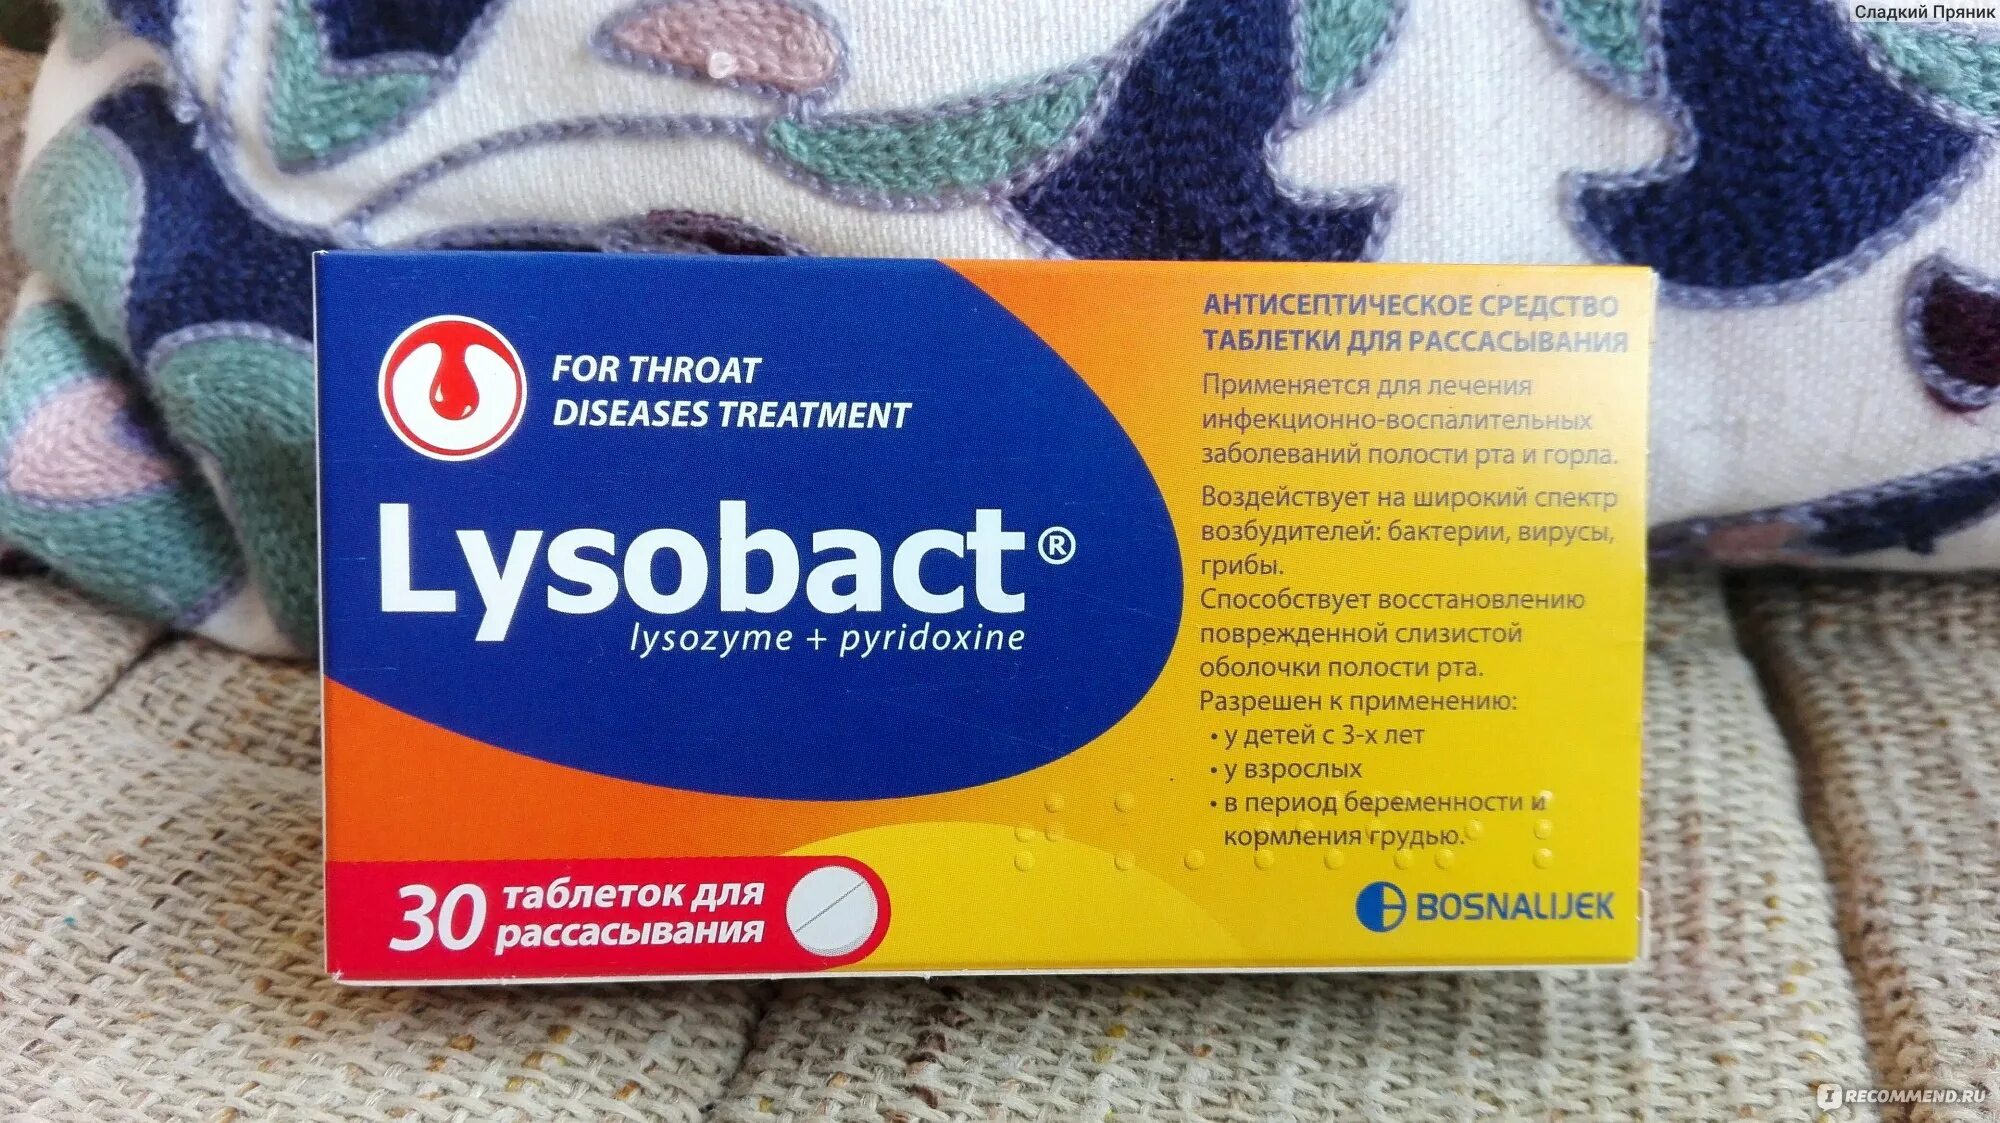 Сладкий Пряник
FOR THROAT
DISEASES TREATMENT
Lysobact®
lysozyme + pyridoxine
30 таблеток для
рассасывания
АНТИСЕПТИЧЕСКОЕ СРЕДСТВО
ТАБЛЕТКИ ДЛЯ РАССАСЫВАНИЯ
Применяется для лечения
инфекционно-воспалительных
заболеваний полости рта и горла.
Воздействует на широкий спектр
возбудителей: бактерии, вирусы,
грибы.
Способствует восстановлению
поврежденной слизистой
оболочки полости рта.
Разрешен к применению:
• у детей с 3-х лет
• у взрослых
• в период беременности и
кормления грудью.
BOSNALIJEK
IRECOMMEND.RU